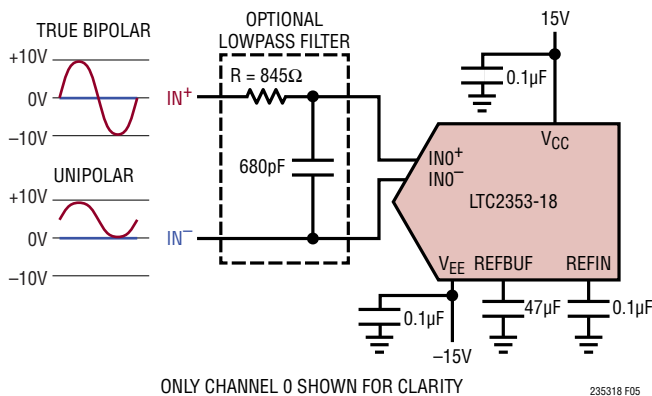 TRUE BIPOLAR
+10V
0V
–10V
UNIPOLAR
+10V
0V
–10V
OPTIONAL
LOWPASS FILTER
IN+
R = 845Ω
680pF
IN–
15V
0.1µF
VCC
IN0+
IN0–
LTC2353-18
VEE
REFBUF
REFIN
0.1µF
47µF
0.1µF
–15V
ONLY CHANNEL 0 SHOWN FOR CLARITY
235318 F05